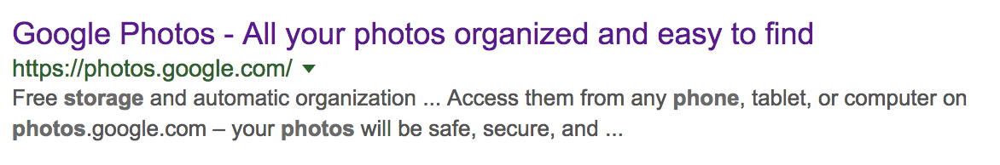 Google Photos - All your photos organized and easy to find
https://photos.google.com/
Free storage and automatic organization ... Access them from any phone, tablet, or computer on
photos.google.com – your photos will be safe, secure, and ...